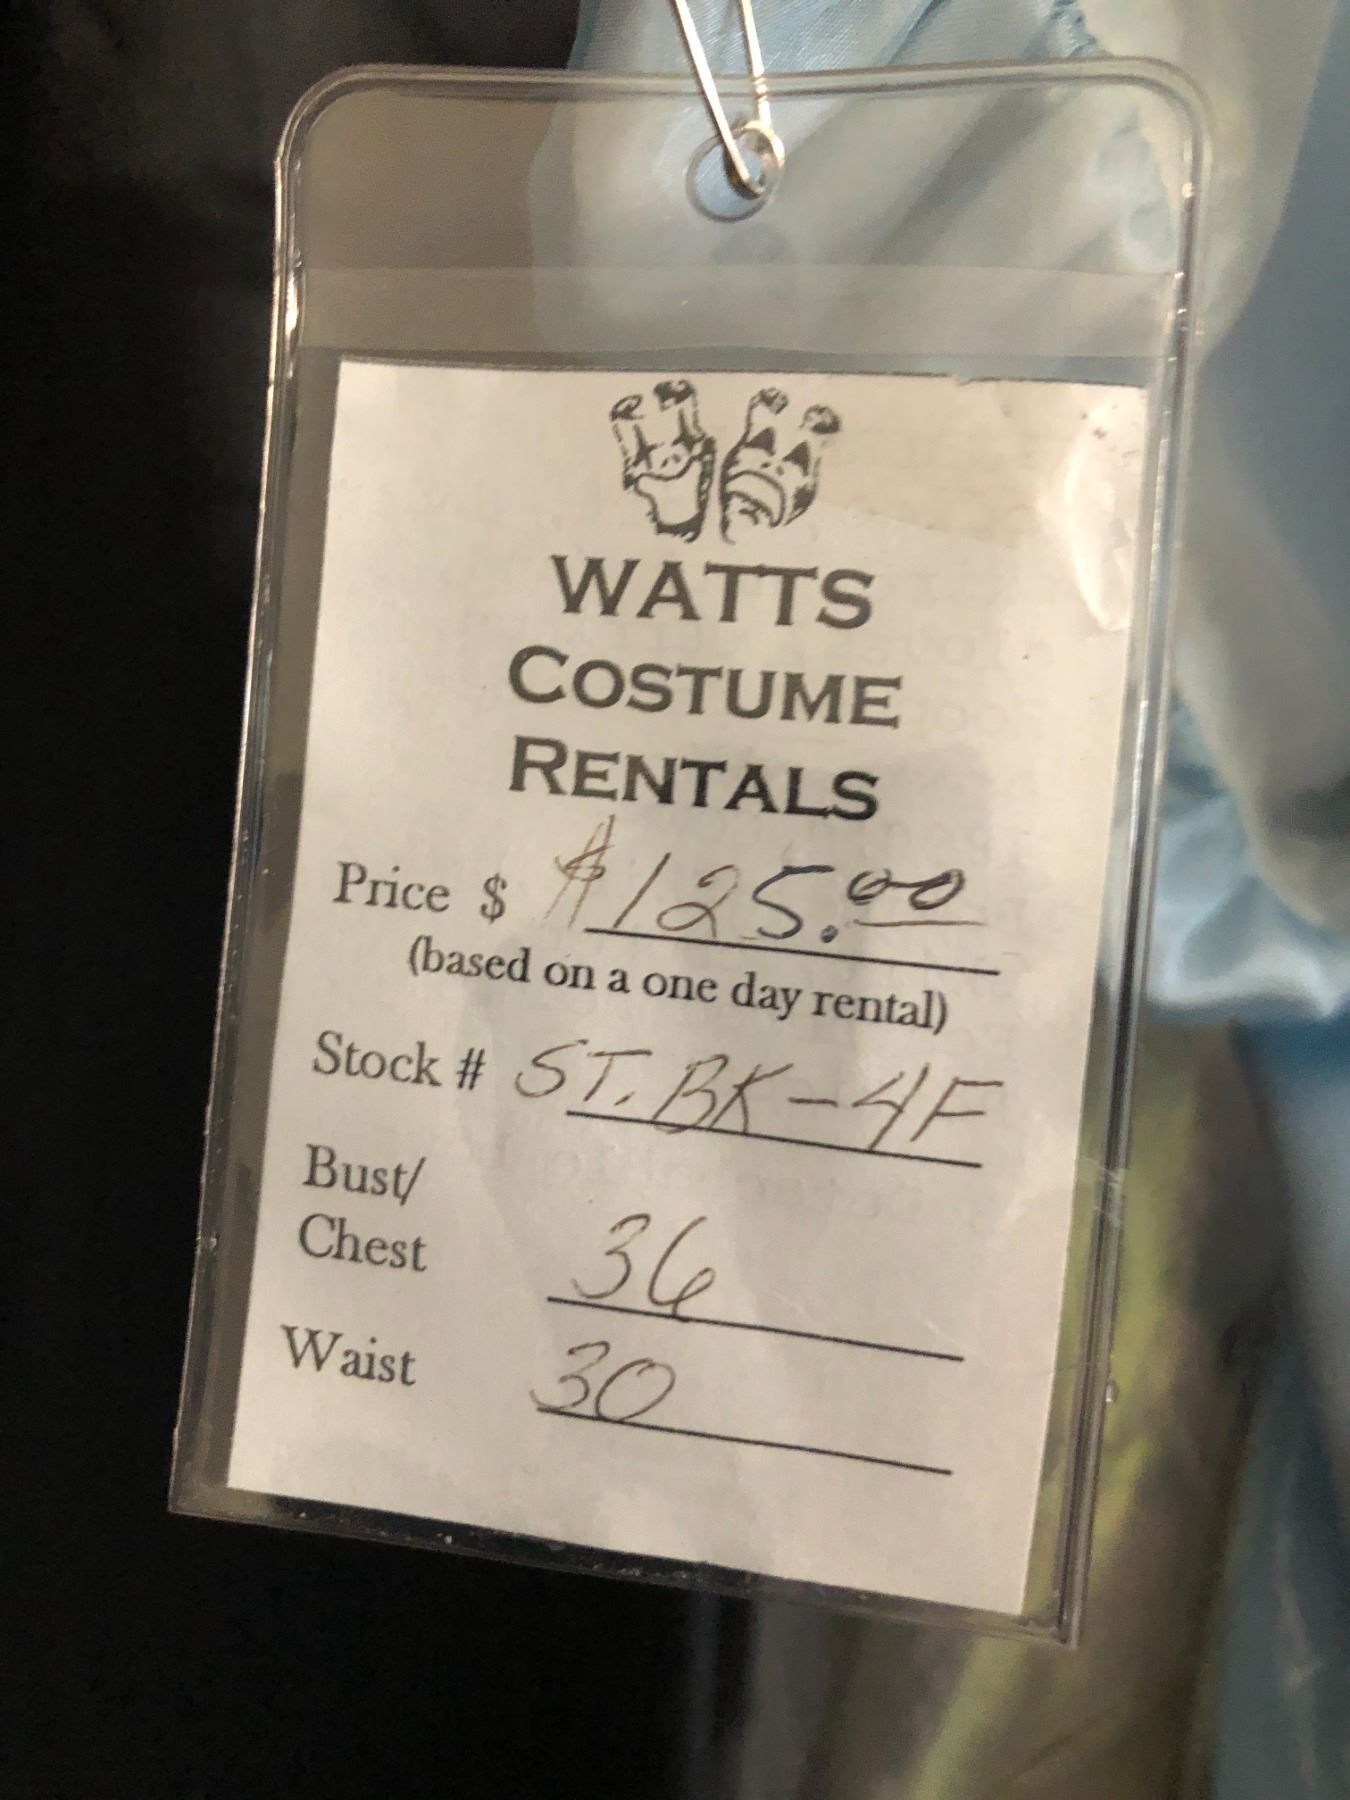 WATTS
COSTUME
RENTALS
Price $ $125.00
(based on a one day rental)
Stock # ST. BK-4F
Bust/
Chest 36
Waist 30